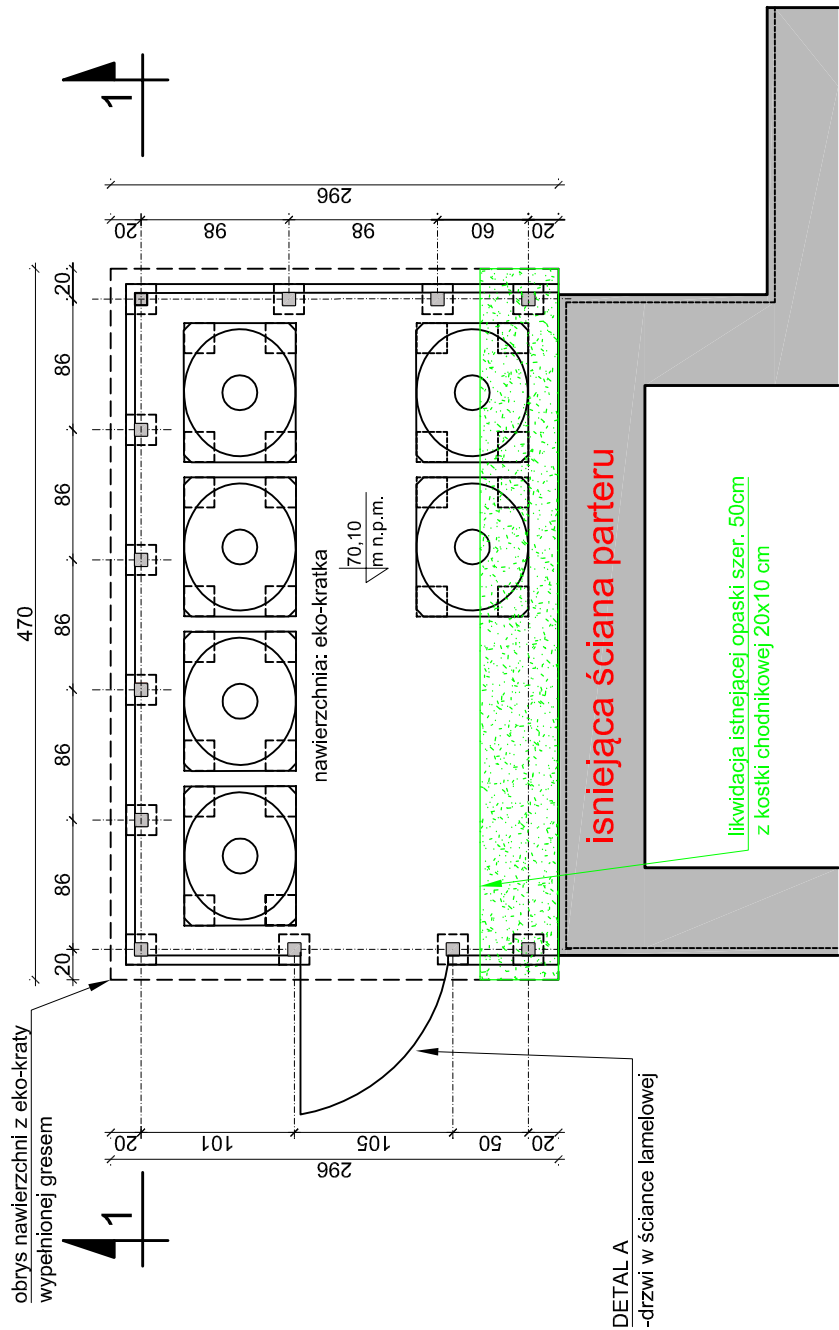 obrys nawierzchni z eko-kraty
wypełnionej gresem
1
1
470
20
86
86
86
86
86
20
296
20
98
98
60
20
296
20
101
105
50
20
nawierzchnia: eko-kratka
70,10
m n.p.m.
isniejąca ściana parteru
likwidacja istniejącej opaski szer. 50cm
z kostki chodnikowej 20x10 cm
DETAL A
-drzwi w ściance lamelowej